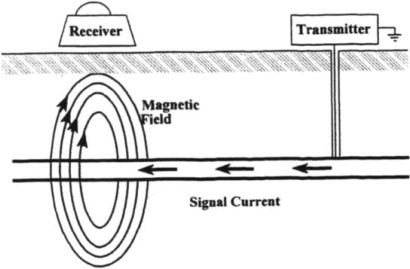 Receiver
Transmitter
Magnetic
Field
Signal Current